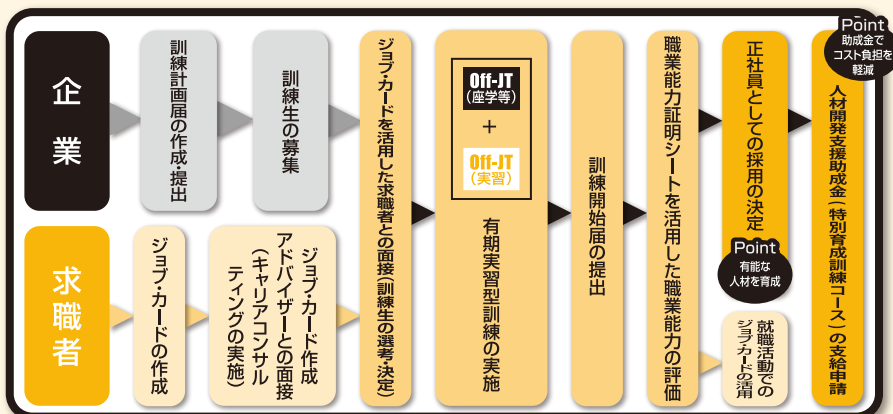 企業
訓練計画届の作成・提出
訓練生の募集
求職者
ジョブ・カードの作成
ジョブ・カード作成
アドバイザーとの面接
(キャリアコンサル
ティングの実施)
ジョブ・カードを活用した求職者との面接(訓練生の選考・決定)
Off-JT
(座学等)
+
Off-JT
(実習)
有期実習型訓練の実施
訓練開始届の提出
職業能力証明シートを活用した職業能力の評価
正社員としての採用の決定
Point
有能な
人材を育成
就職活動での
ジョブ・カードの活用
Point
助成金で
コスト負担を
軽減
人材開発支援助成金(特別育成訓練コース)の支給申請